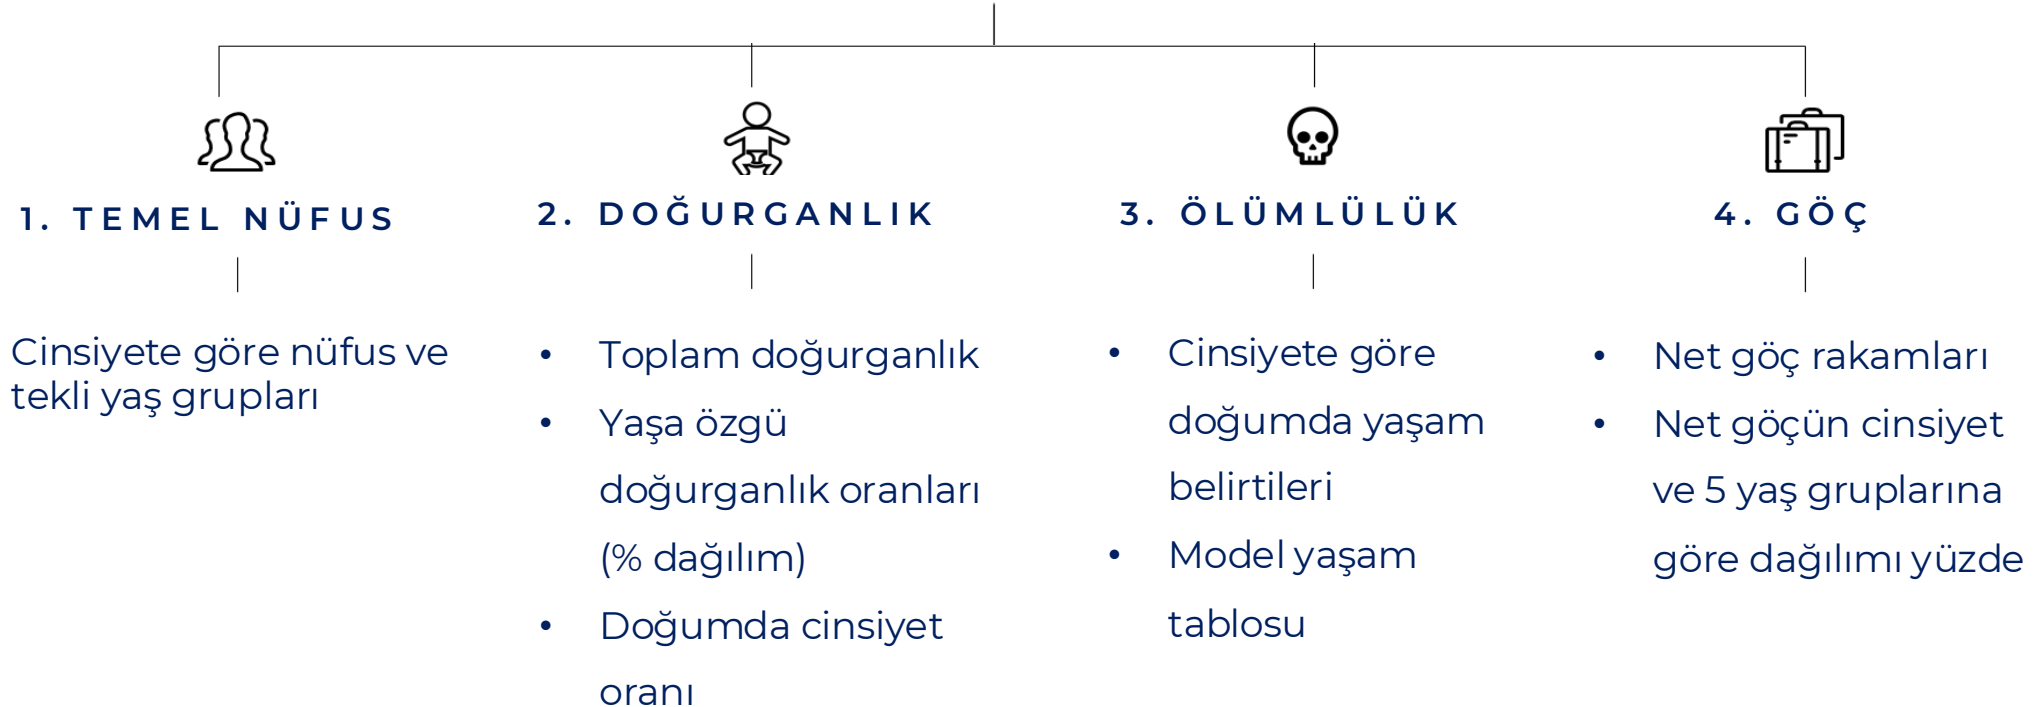 1. TEMEL NÜFUS
Cinsiyete göre nüfus ve
tekli yaş grupları
2. DOĞURGANLIK
• Toplam doğurganlık
• Yaşa özgü
doğurganlık oranları
(% dağılım)
• Doğumda cinsiyet
oranı
3. ÖLÜMLÜLÜK
• Cinsiyete göre
doğumda yaşam
belirtileri
• Model yaşam
tablosu
4. GÖÇ
• Net göç rakamları
• Net göçün cinsiyet
ve 5 yaş gruplarına
göre dağılımı yüzde